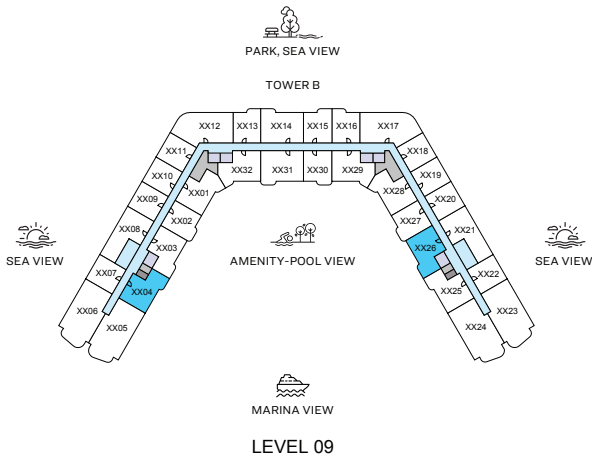 PARK, SEA VIEW
TOWER B
XX12
XX13
XX14
XX15
XX16
XX17
XX11
XX18
XX32
XX31
XX30
XX29
XX10
XX19
XX01
XX28
XX09
XX20
XX02
XX27
XX08
XX21
XX03
XX26
SEA VIEW
AMENITY-POOL VIEW
SEA VIEW
XX07
XX22
XX04
XX25
XX06
XX23
XX05
XX24
MARINA VIEW
LEVEL 09